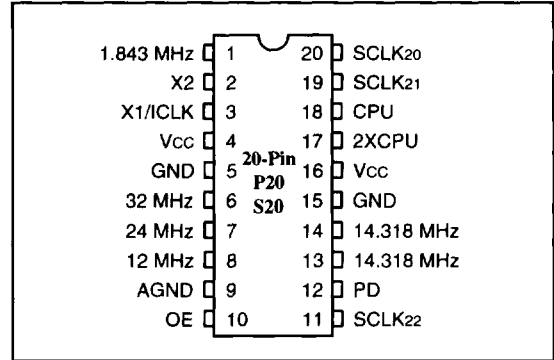 1.843 MHz 1 20 SCLK20
X2 2 19 SCLK21
X1/ICLK 3 18 CPU
VCC 4 17 2XCPU
GND 5 20-Pin 16 VCC
P20
32 MHz 6 S20 15 GND
24 MHz 7 14 14.318 MHz
12 MHz 8 13 14.318 MHz
AGND 9 12 PD
OE 10 11 SCLK22